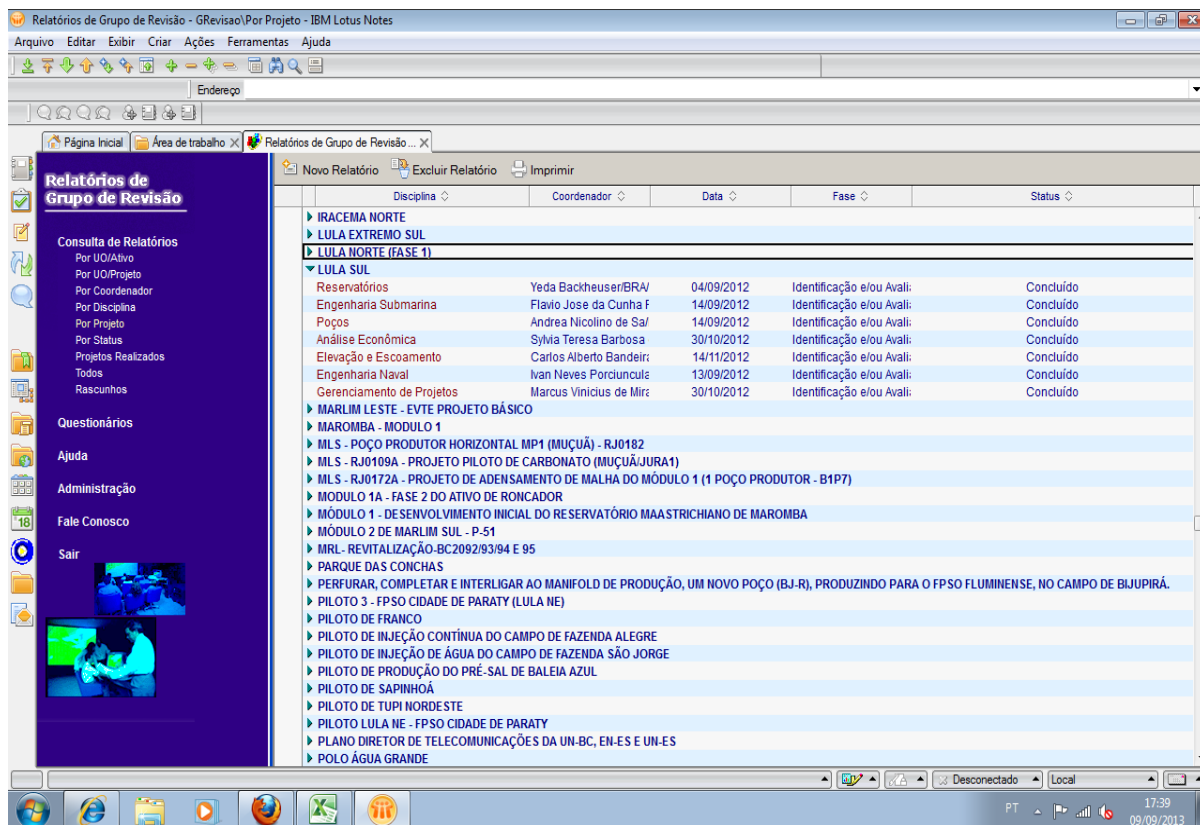 Relatórios de Grupo de Revisão - GRevisao\Por Projeto - IBM Lotus Notes
Arquivo Editar Exibir Criar Ações Ferramentas Ajuda
Endereço
Página Inicial Área de trabalho Relatórios de Grupo de Revisão ...
Relatórios de
Grupo de Revisão
Consulta de Relatórios
Por UO/Ativo
Por UO/Projeto
Por Coordenador
Por Disciplina
Por Projeto
Por Status
Projetos Realizados
Todos
Rascunhos
Questionários
Ajuda
Administração
Fale Conosco
Sair
Novo Relatório Excluir Relatório Imprimir
Disciplina Coordenador Data Fase Status
IRACEMA NORTE
LULA EXTREMO SUL
LULA NORTE (FASE 1)
LULA SUL
Reservatórios Yeda Backheuser/BRA/ 04/09/2012 Identificação e/ou Avali Concluído
Engenharia Submarina Flavio Jose da Cunha F 14/09/2012 Identificação e/ou Avali Concluído
Poços Andrea Nicolino de Sa/ 14/09/2012 Identificação e/ou Avali Concluído
Análise Econômica Sylvia Teresa Barbosa 30/10/2012 Identificação e/ou Avali Concluído
Elevação e Escoamento Carlos Alberto Bandeira 14/11/2012 Identificação e/ou Avali Concluído
Engenharia Naval Ivan Neves Porciuncula 13/09/2012 Identificação e/ou Avali Concluído
Gerenciamento de Projetos Marcus Vinicius de Mira 30/10/2012 Identificação e/ou Avali Concluído
MARLIM LESTE - EVTE PROJETO BÁSICO
MAROMBA - MODULO 1
MLS - POÇO PRODUTOR HORIZONTAL MP1 (MUÇUÃ) - RJ0182
MLS - RJ0109A - PROJETO PILOTO DE CARBONATO (MUÇUÃ/JURA1)
MLS - RJ0172A - PROJETO DE ADENSAMENTO DE MALHA DO MÓDULO 1 (1 POÇO PRODUTOR - B1P7)
MODULO 1A - FASE 2 DO ATIVO DE RONCADOR
MÓDULO 1 - DESENVOLVIMENTO INICIAL DO RESERVATÓRIO MAASTRICHIANO DE MAROMBA
MÓDULO 2 DE MARLIM SUL - P-51
MRL- REVITALIZAÇÃO-BC2092/93/94 E 95
PARQUE DAS CONCHAS
PERFURAR, COMPLETAR E INTERLIGAR AO MANIFOLD DE PRODUÇÃO, UM NOVO POÇO (BJ-R), PRODUZINDO PARA O FPSO FLUMINENSE, NO CAMPO DE BIJUPIRÁ.
PILOTO 3 - FPSO CIDADE DE PARATY (LULA NE)
PILOTO DE FRANCO
PILOTO DE INJEÇÃO CONTÍNUA DO CAMPO DE FAZENDA ALEGRE
PILOTO DE INJEÇÃO DE ÁGUA DO CAMPO DE FAZENDA SÃO JORGE
PILOTO DE PRODUÇÃO DO PRÉ-SAL DE BALEIA AZUL
PILOTO DE SAPINHOÁ
PILOTO DE TUPI NORDESTE
PILOTO LULA NE - FPSO CIDADE DE PARATY
PLANO DIRETOR DE TELECOMUNICAÇÕES DA UN-BC, EN-ES E UN-ES
POLO ÁGUA GRANDE
18
Desconectado Local
PT 17:39
09/09/2013